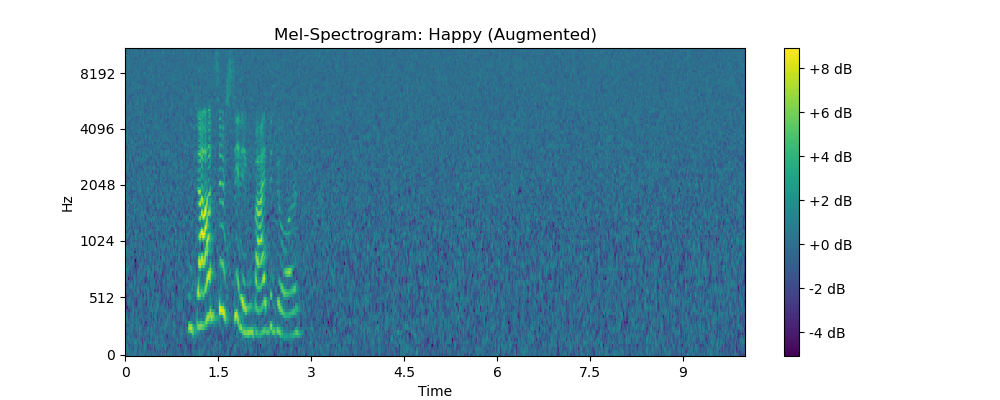 Mel-Spectrogram: Happy (Augmented)
8192
4096
2048
1024
512
0
Hz
0 1.5 3 4.5 6 7.5 9
Time
+8 dB
+6 dB
+4 dB
+2 dB
+0 dB
-2 dB
-4 dB